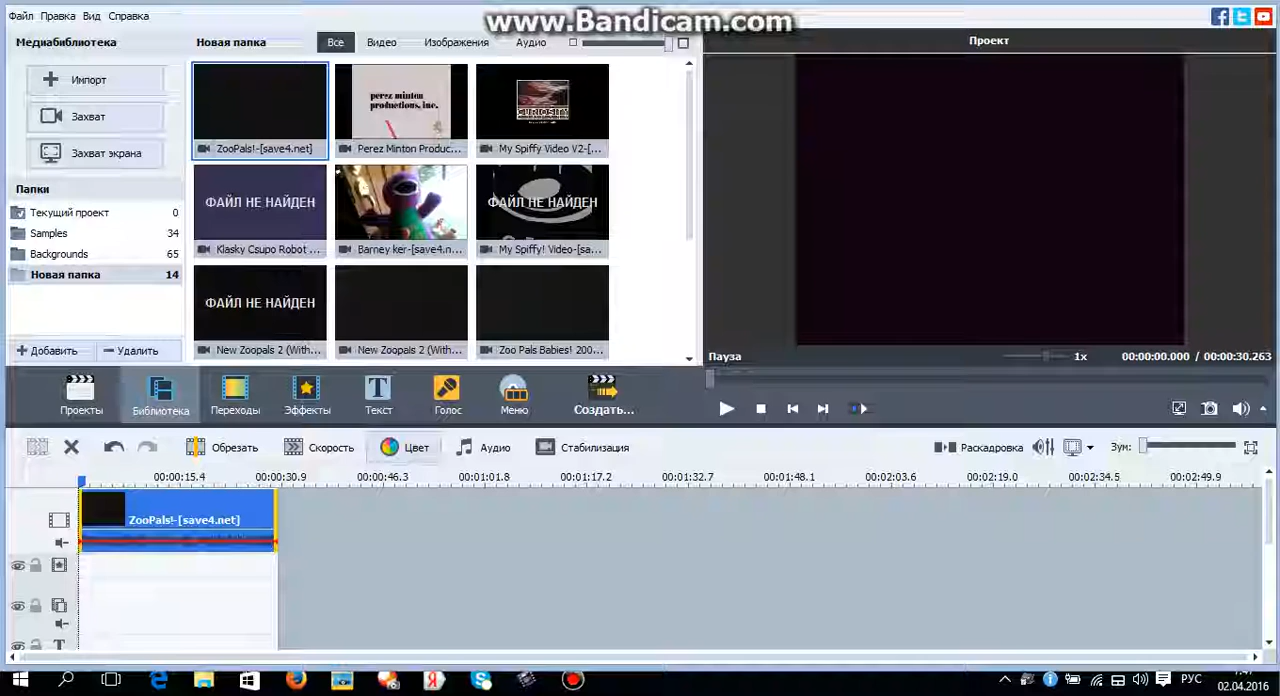 Файл Правка Вид Справка
www.Bandicam.com
Медиабиблиотека
Новая папка
Все
Видео
Изображения
Аудио
Проект
Импорт
Захват
Захват экрана
Папки
Текущий проект 0
Samples 34
Backgrounds 65
Новая папка 14
Добавить
Удалить
perez minton
productions, inc.
CURIOSITY
ZooPals!-[save4.net]
Perez Minton Produc...
My Spiffy Video V2-[...
ФАЙЛ НЕ НАЙДЕН
ФАЙЛ НЕ НАЙДЕН
Klasky Csupo Robot ...
Barney ker-[save4.n...
My Spiffy! Video-[sa...
ФАЙЛ НЕ НАЙДЕН
New Zoopals 2 (With...
New Zoopals 2 (With...
Zoo Pals Babies! 200...
Пауза
1x
00:00:00.000 / 00:00:30.263
Проекты
Библиотека
Переходы
Эффекты
Текст
Голос
Меню
Создать...
Обрезать
Скорость
Цвет
Аудио
Стабилизация
Раскадровка
Зум:
00:00:15.4
00:00:30.9
00:00:46.3
00:01:01.8
00:01:17.2
00:01:32.7
00:01:48.1
00:02:03.6
00:02:19.0
00:02:34.5
00:02:49.9
ZooPals!-[save4.net]
T
РУС
02.04.2016